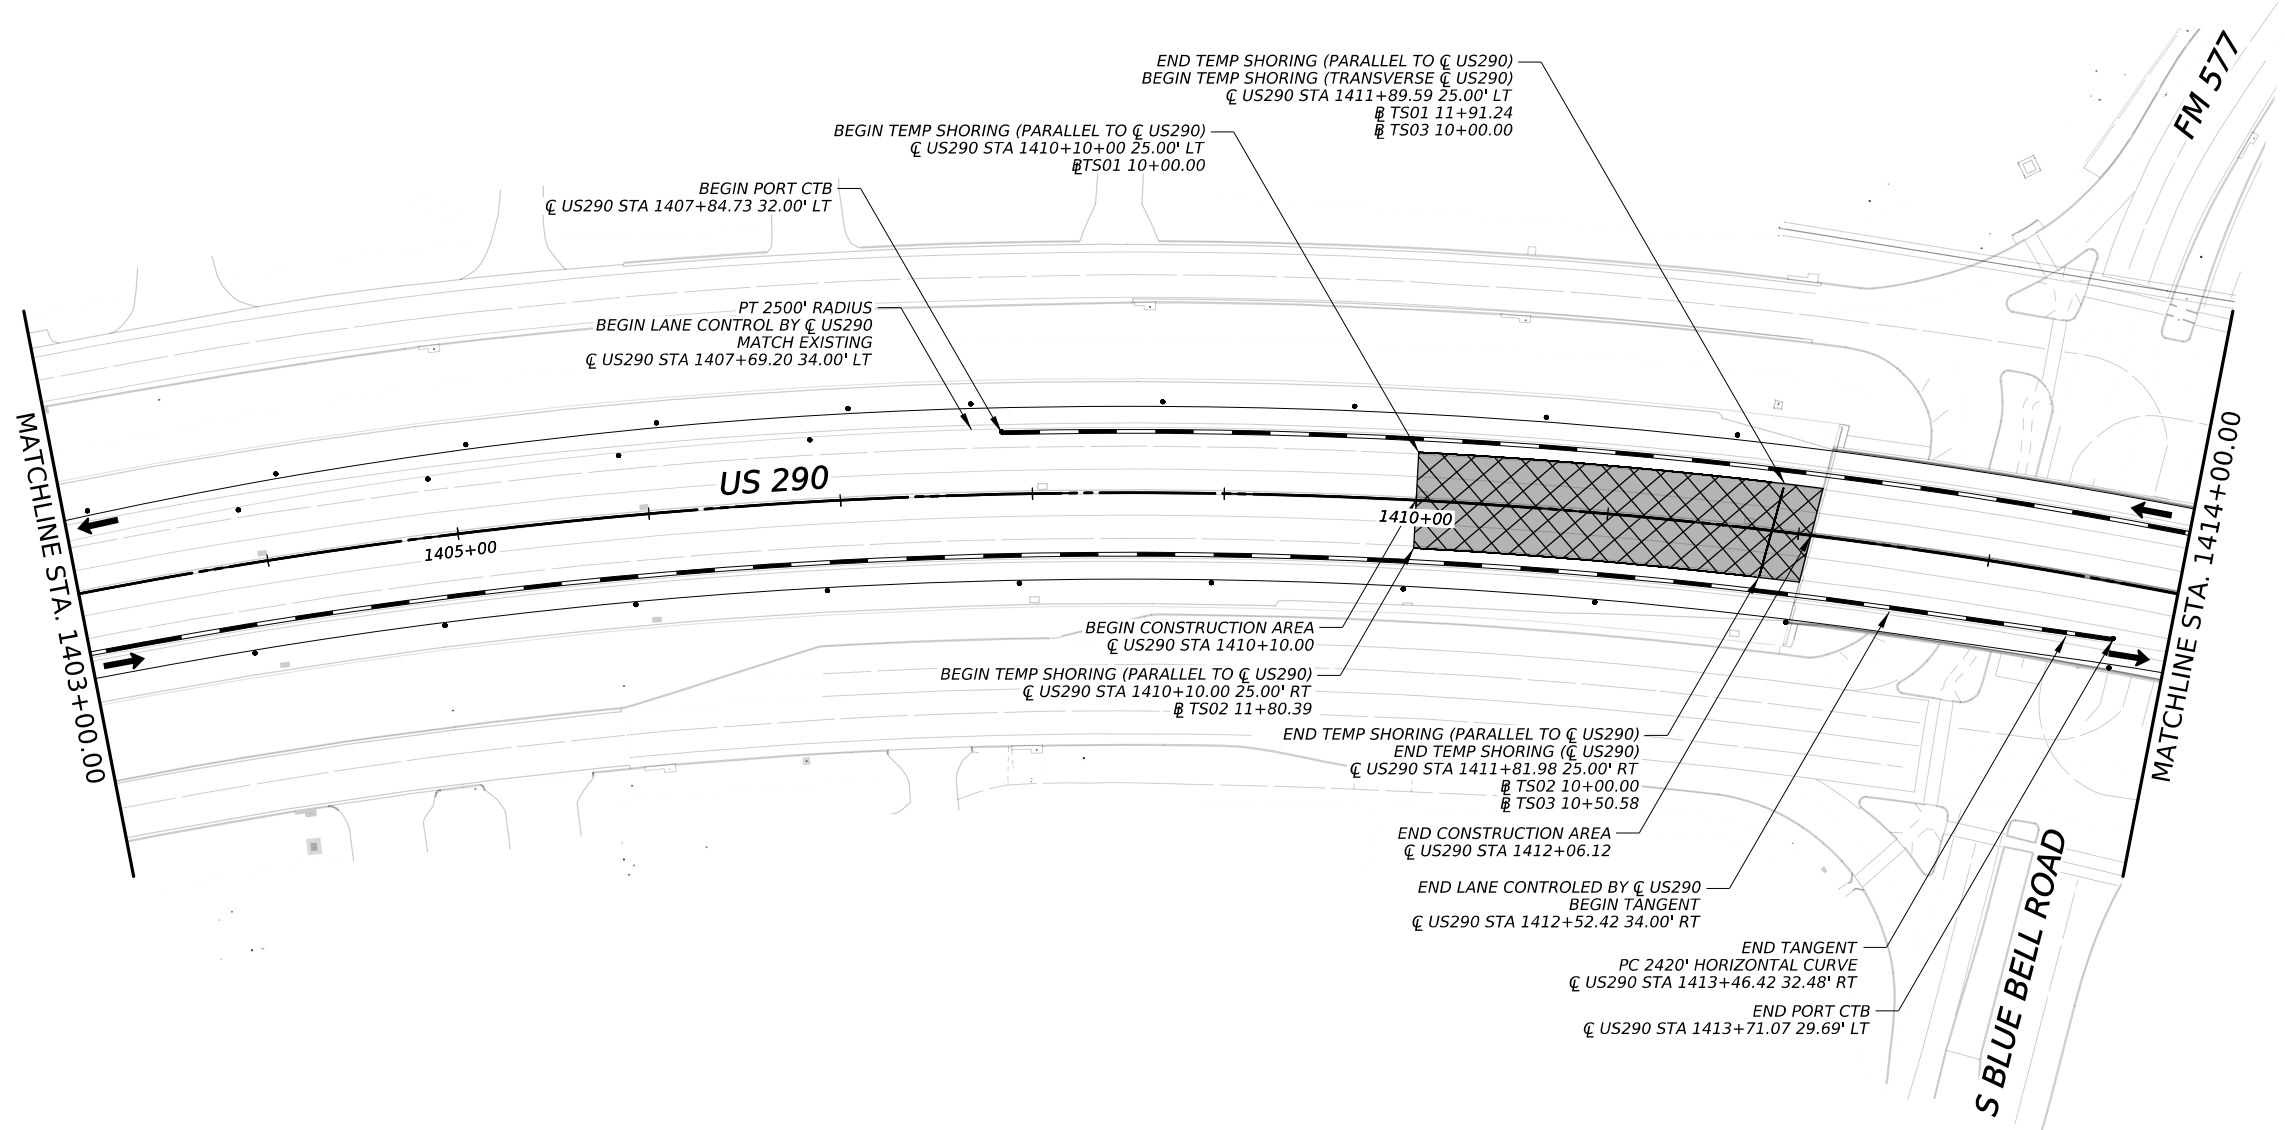 END TEMP SHORING (PARALLEL TO ℄ US290)
BEGIN TEMP SHORING (TRANSVERSE ℄ US290)
℄ US290 STA 1411+89.59 25.00' LT
BL TS01 11+91.24
BL TS03 10+00.00
BEGIN TEMP SHORING (PARALLEL TO ℄ US290)
℄ US290 STA 1410+10+00 25.00' LT
BLTS01 10+00.00
BEGIN PORT CTB
℄ US290 STA 1407+84.73 32.00' LT
PT 2500' RADIUS
BEGIN LANE CONTROL BY ℄ US290
MATCH EXISTING
℄ US290 STA 1407+69.20 34.00' LT
FM 577
MATCHLINE STA. 1403+00.00
US 290
1405+00
1410+00
MATCHLINE STA. 1414+00.00
BEGIN CONSTRUCTION AREA
℄ US290 STA 1410+10.00
BEGIN TEMP SHORING (PARALLEL TO ℄ US290)
℄ US290 STA 1410+10.00 25.00' RT
BL TS02 11+80.39
END TEMP SHORING (PARALLEL TO ℄ US290)
END TEMP SHORING (℄ US290)
℄ US290 STA 1411+81.98 25.00' RT
BL TS02 10+00.00
BL TS03 10+50.58
END CONSTRUCTION AREA
℄ US290 STA 1412+06.12
END LANE CONTROLED BY ℄ US290
BEGIN TANGENT
℄ US290 STA 1412+52.42 34.00' RT
END TANGENT
PC 2420' HORIZONTAL CURVE
℄ US290 STA 1413+46.42 32.48' RT
END PORT CTB
℄ US290 STA 1413+71.07 29.69' LT
S BLUE BELL ROAD